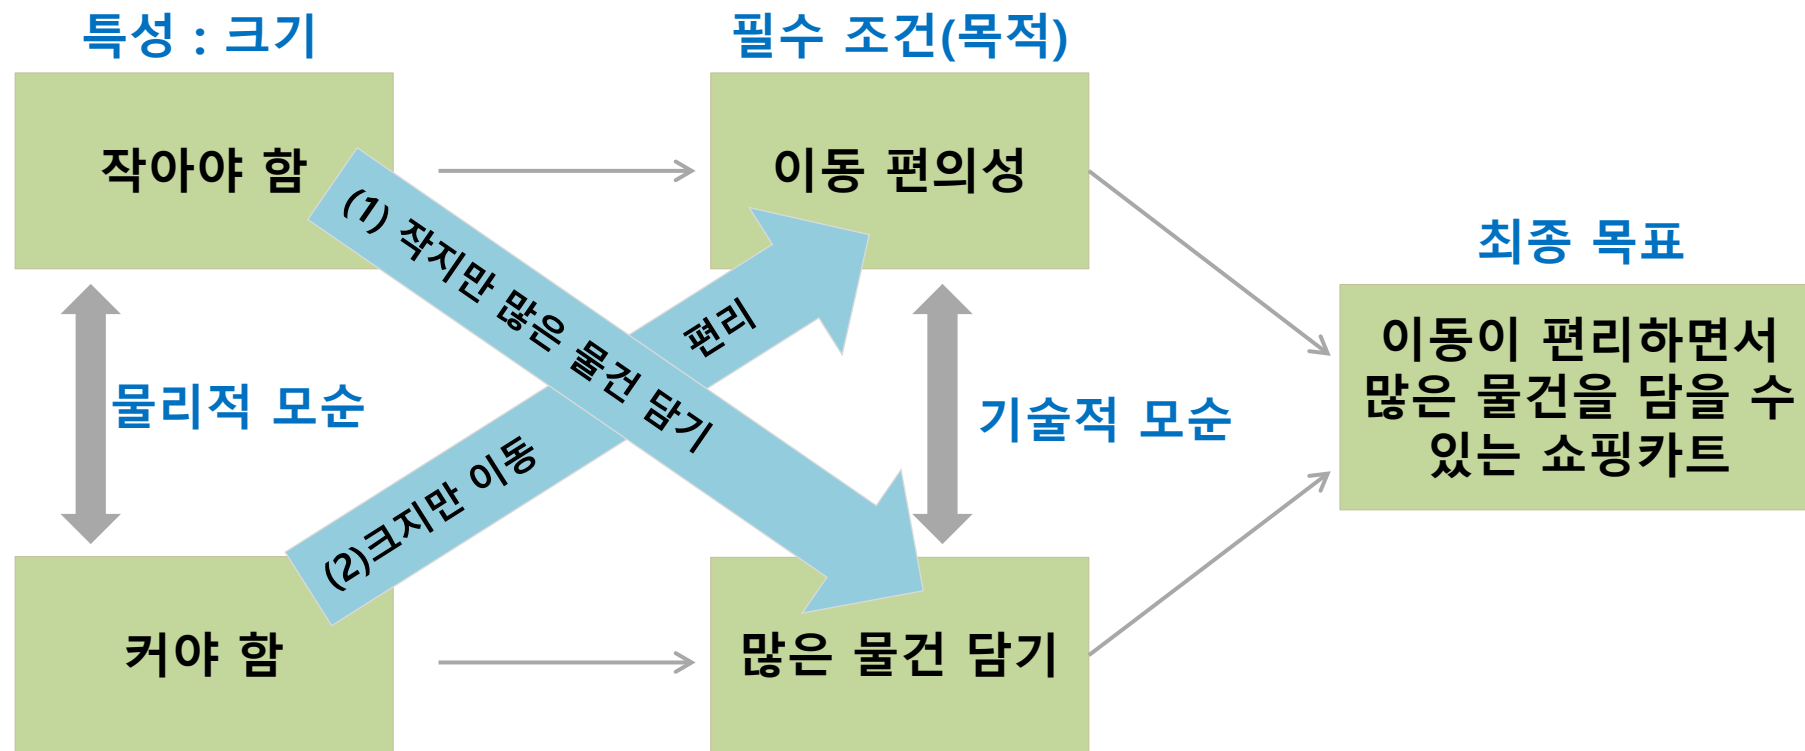 특성 : 크기
필수 조건(목적)
작아야 함
이동 편의성
(1) 작지만 많은 물건 담기
(2)크지만 이동 편리
물리적 모순
기술적 모순
최종 목표
이동이 편리하면서
많은 물건을 담을 수
있는 쇼핑카트
커야 함
많은 물건 담기